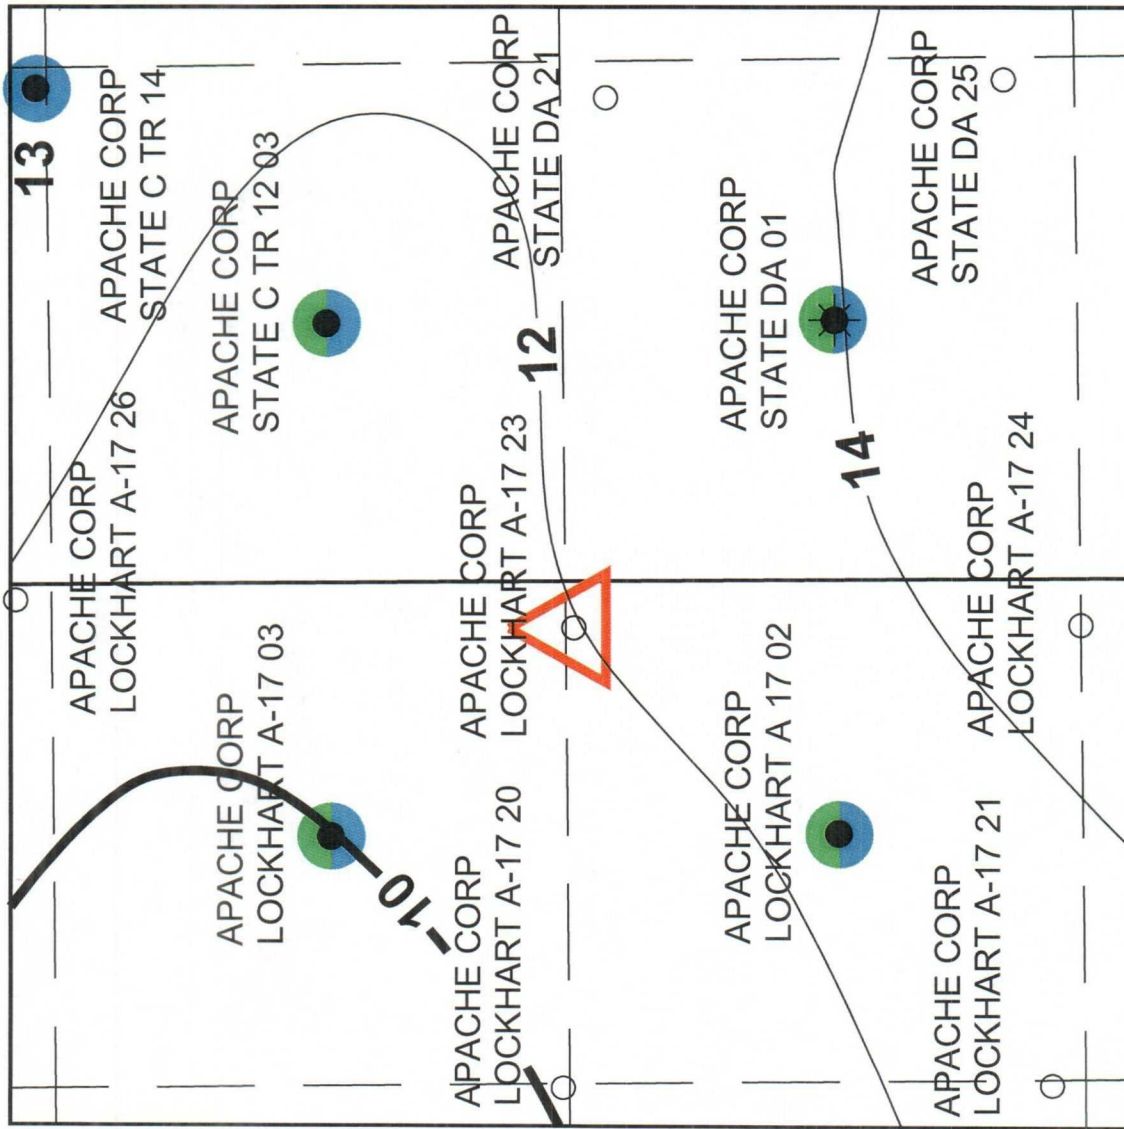 13
APACHE CORP
STATE C TR 14
APACHE CORP
STATE C TR 12 03
APACHE CORP
STATE DA 21
APACHE CORP
STATE DA 01
APACHE CORP
STATE DA 25
12
14
APACHE CORP
LOCKHART A-17 26
APACHE CORP
LOCKHART A-17 23
APACHE CORP
LOCKHART A-17 24
APACHE CORP
LOCKHART A-17 03
10
APACHE CORP
LOCKHART A 17 02
APACHE CORP
LOCKHART A-17 20
APACHE CORP
LOCKHART A-17 21